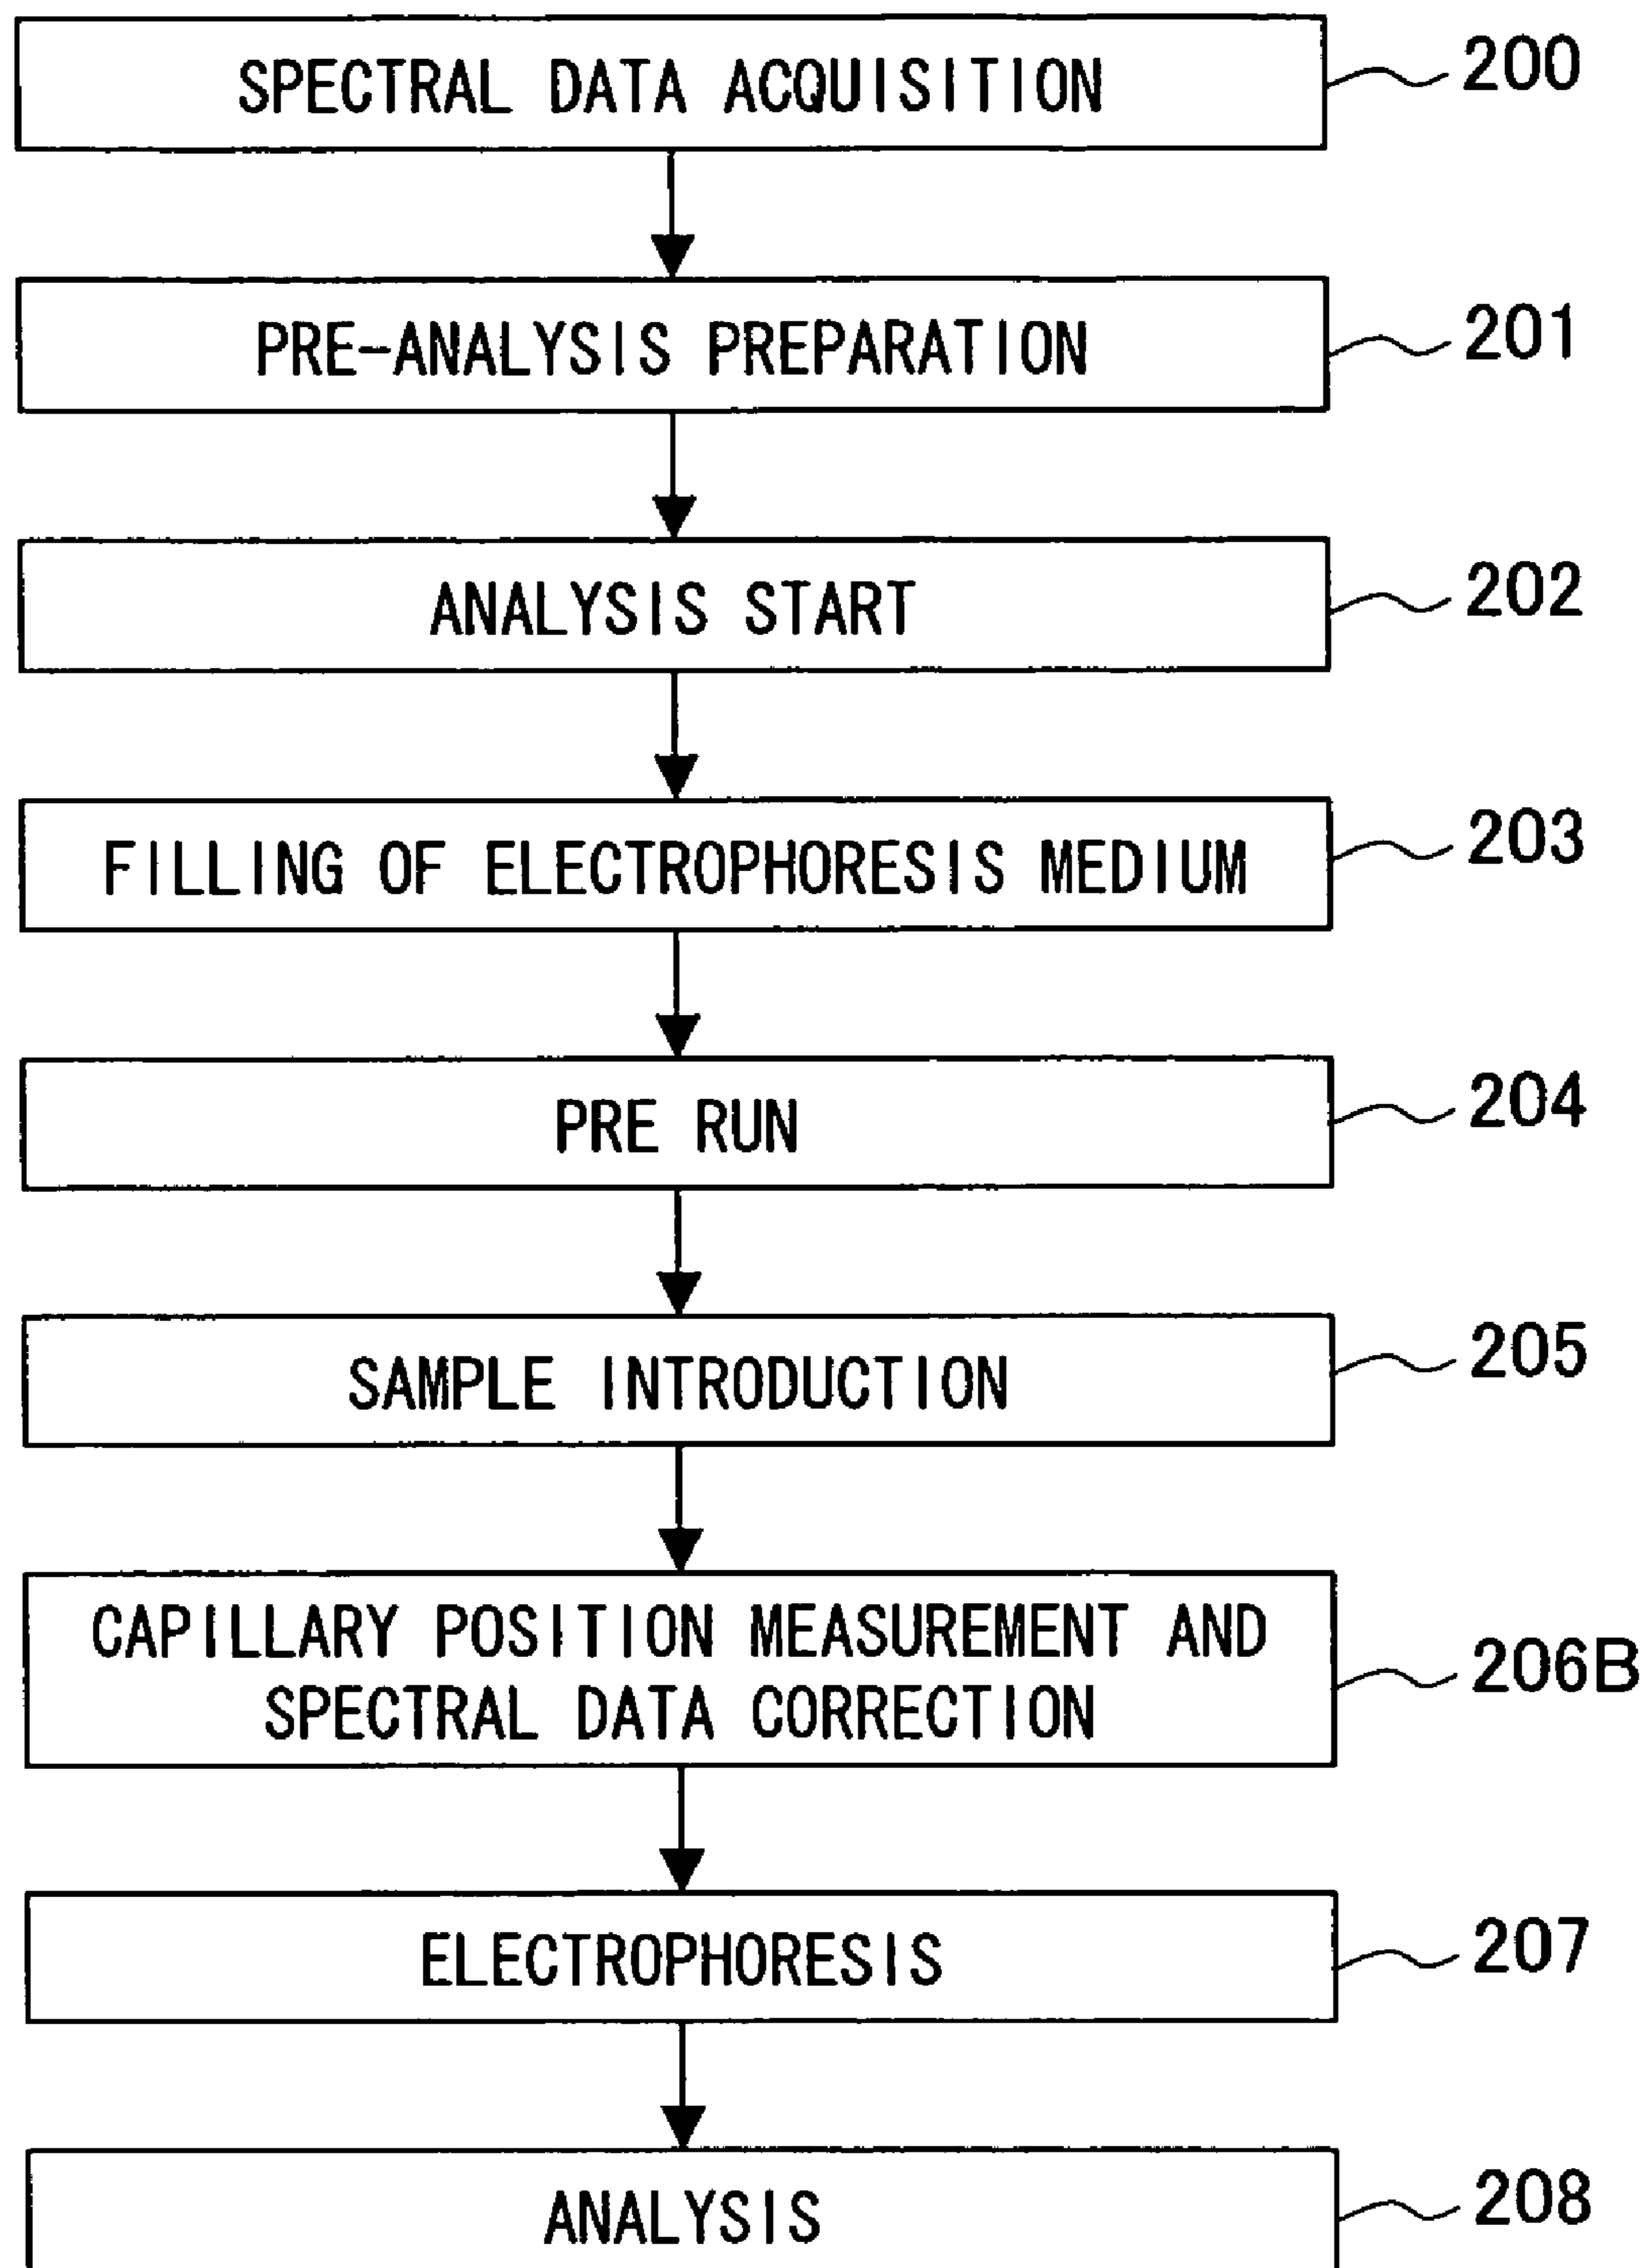 SPECTRAL DATA ACQUISITION 200
PRE-ANALYSIS PREPARATION 201
ANALYSIS START 202
FILLING OF ELECTROPHORESIS MEDIUM 203
PRE RUN 204
SAMPLE INTRODUCTION 205
CAPILLARY POSITION MEASUREMENT AND
SPECTRAL DATA CORRECTION 206B
ELECTROPHORESIS 207
ANALYSIS 208